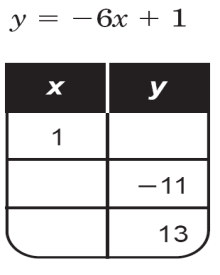 y = −6x + 1
x y
1
−11
13